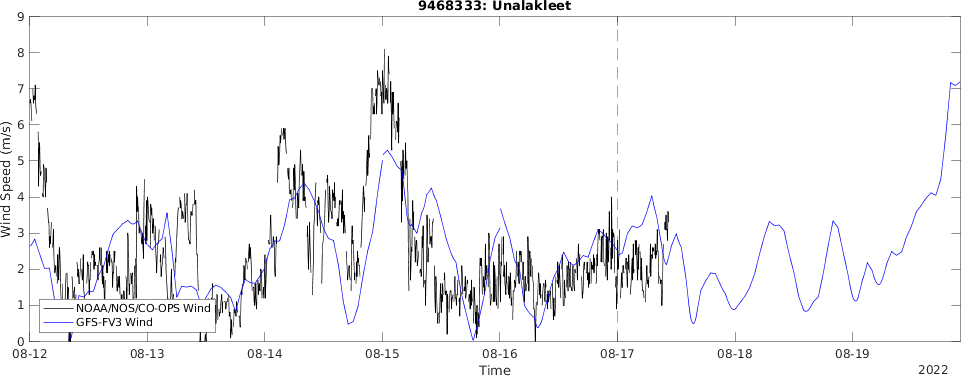 9468333: Unalakleet
9
8
7
6
5
4
3
2
1
0
Wind Speed (m/s)
NOAA/NOS/CO-OPS Wind
GFS-FV3 Wind
08-12 08-13 08-14 08-15 08-16 08-17 08-18 08-19
Time
2022